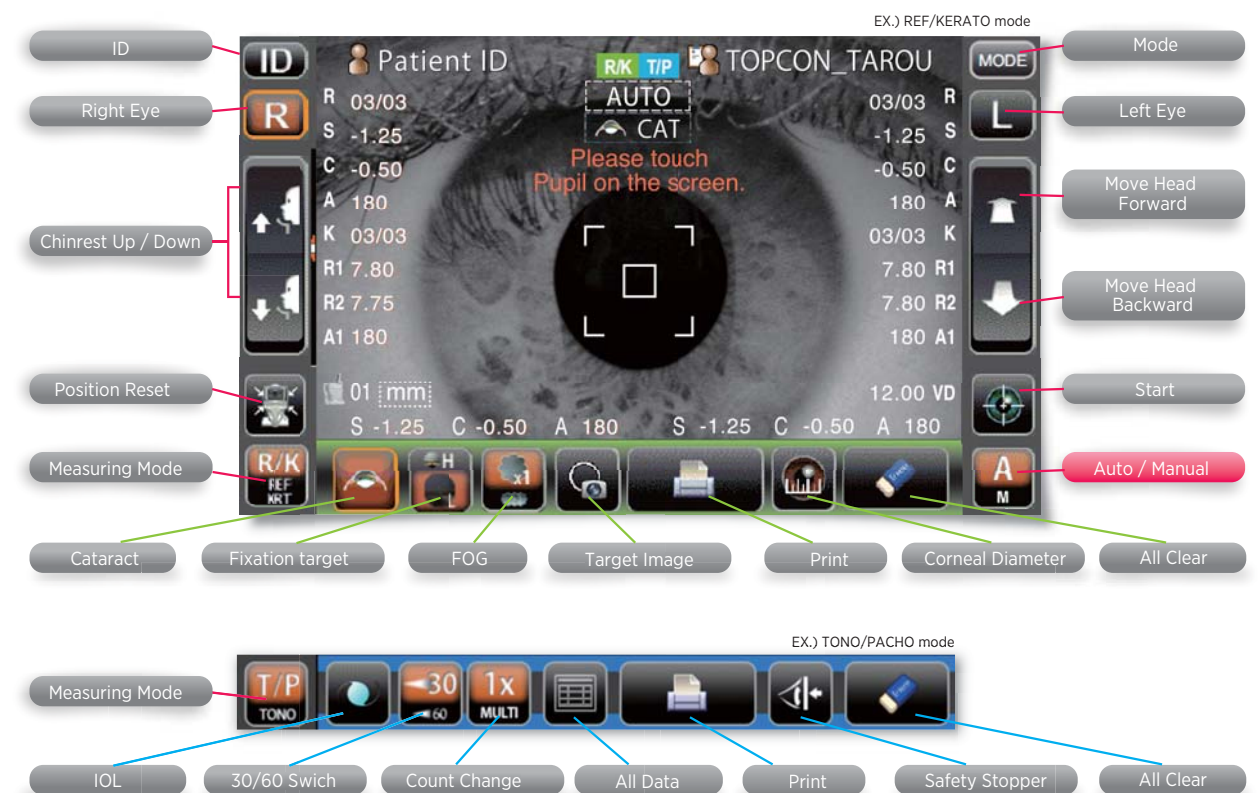 EX.) REF/KERATO mode
ID
ID
Patient ID
R/K T/P
TOPCON_TAROU
MODE
Mode
Right Eye
R
R 03/03
AUTO
03/03 R
L
Left Eye
S -1.25
CAT
-1.25 S
C -0.50
Please touch
Pupil on the screen.
-0.50 C
A 180
180 A
Move Head
Forward
Chinrest Up / Down
K 03/03
03/03 K
R1 7.80
7.80 R1
R2 7.75
7.80 R2
Move Head
Backward
A1 180
180 A1
Position Reset
01 mm
12.00 VD
Start
S -1.25 C -0.50 A 180 S -1.25 C -0.50 A 180
Measuring Mode
R/K
REF
KRT
H
L
x1
A
M
Auto / Manual
Cataract
Fixation target
FOG
Target Image
Print
Corneal Diameter
All Clear
EX.) TONO/PACHO mode
Measuring Mode
T/P
TONO
30
60
1x
MULTI
IOL
30/60 Swich
Count Change
All Data
Print
Safety Stopper
All Clear